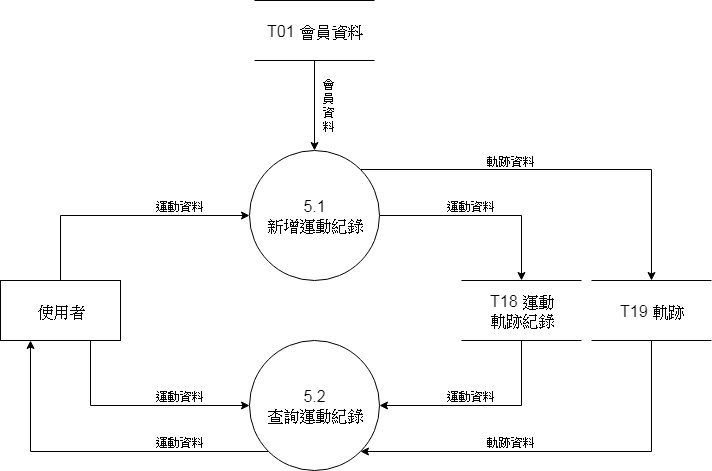 T01 會員資料
會
員
資
料
軌跡資料
5.1
新增運動紀錄
運動資料
運動資料
使用者
T18 運動
軌跡紀錄
T19 軌跡
5.2
查詢運動紀錄
運動資料
運動資料
運動資料
軌跡資料